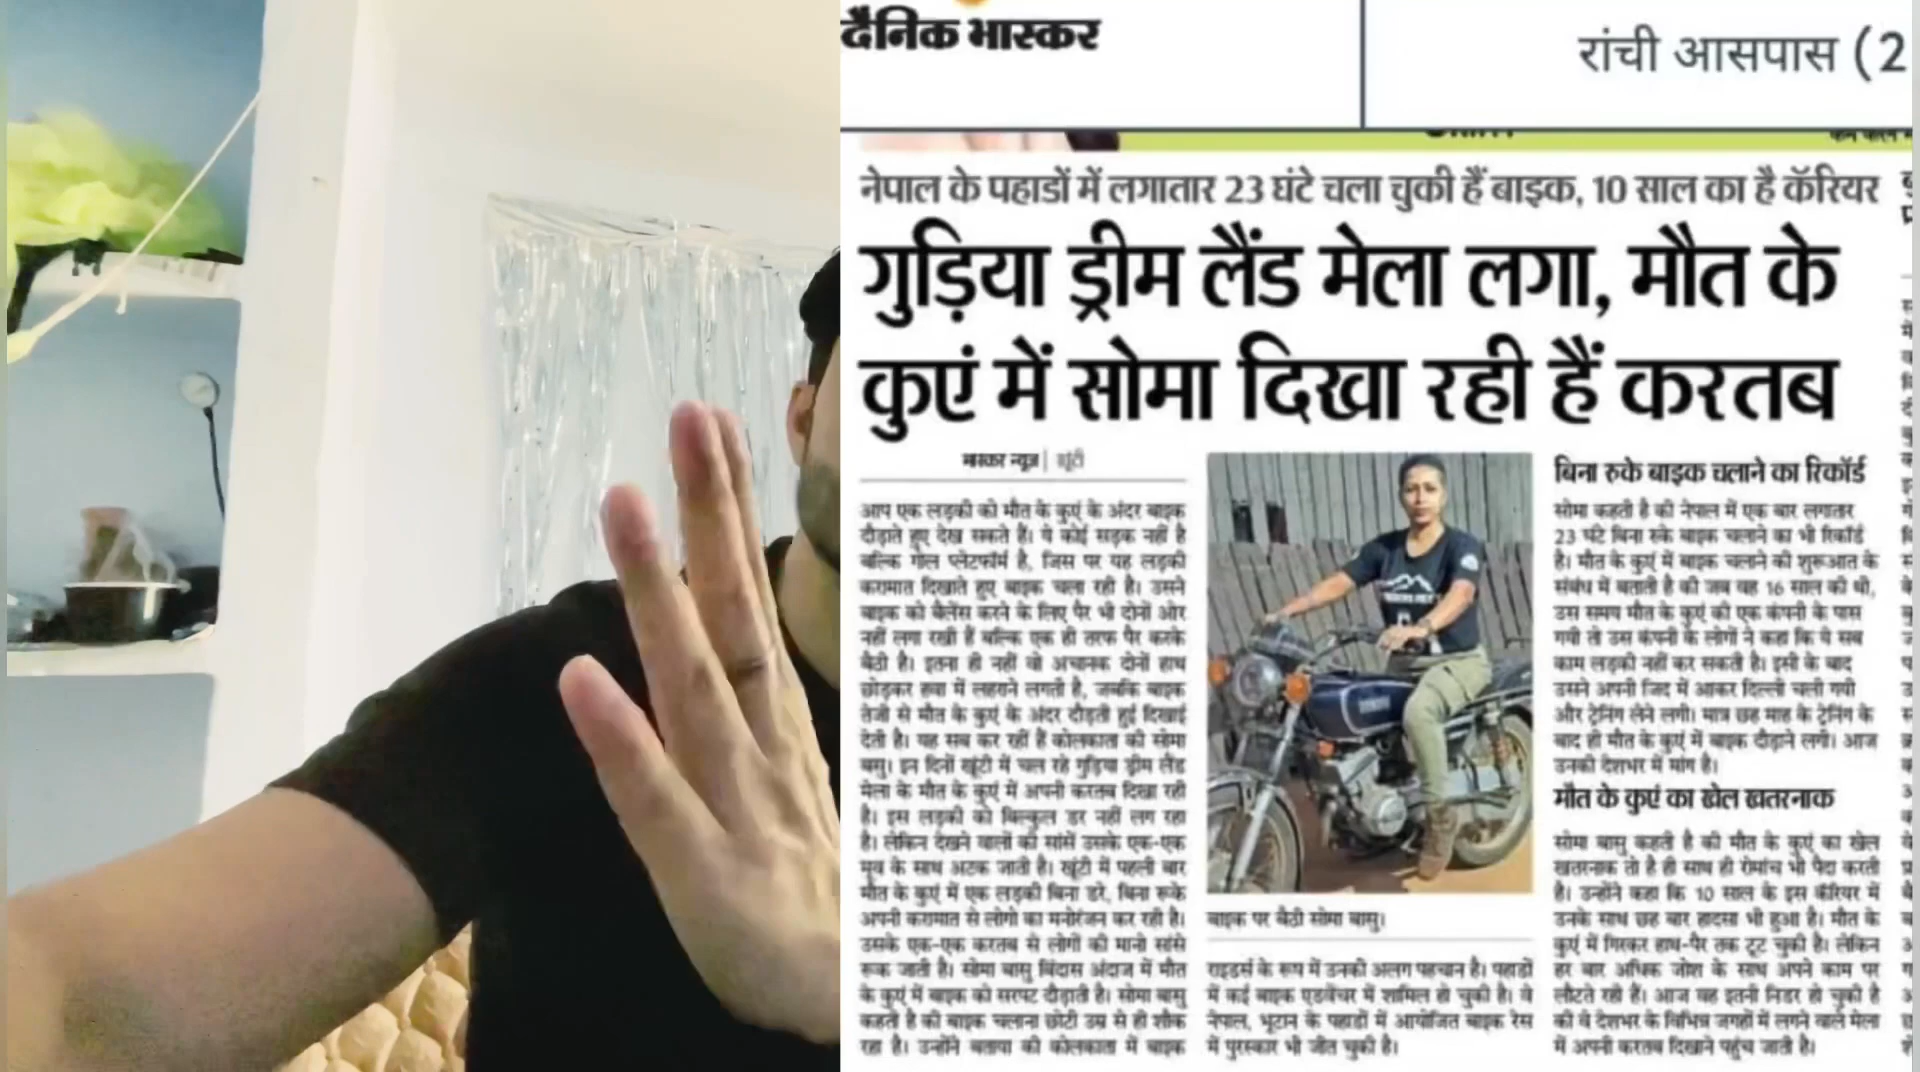 दैनिक भास्कर
रांची आसपास (2
नेपाल के पहाडों में लगातार 23 घंटे चला चुकी हैं बाइक, 10 साल का है कॅरियर
गुड़िया ड्रीम लैंड मेला लगा, मौत के
कुएं में सोमा दिखा रही हैं करतब
भास्कर न्यूज | खूंटी
आप एक लड़की को मौत के कुएं के अंदर बाइक
दौड़ाते हुए देख सकते हैं। ये कोई सड़क नहीं है
बल्कि गोल प्लेटफॉर्म है, जिस पर यह लड़की
करामात दिखाते हुए बाइक चला रही है। उसने
बाइक को बैलेंस करने के लिए पैर भी दोनों ओर
नहीं लगा रखी हैं बल्कि एक ही तरफ पैर करके
बैठी है। इतना ही नहीं वो अचानक दोनों हाथ
छोड़कर हवा में लहराने लगती है, जबकि बाइक
तेजी से मौत के कुएं के अंदर दौड़ती हुई दिखाई
देती है। यह सब कर रहीं हैं कोलकाता की सोमा
बसु। इन दिनों खूंटी में चल रहे गुड़िया ड्रीम लैंड
मेला के मौत के कुएं में अपनी करतब दिखा रही
है। इस लड़की को बिल्कुल डर नहीं लग रहा
है। लेकिन देखने वालों की सांसें उसके एक-एक
मूव के साथ अटक जाती है। खूंटी में पहली बार
मौत के कुएं में एक लड़की बिना डरे, बिना रूके
अपनी करामात से लोगो का मनोरंजन कर रही है।
उसके एक-एक करतब से लोगों की मानो सांसे
रूक जाती है। सोमा बासु बिंदास अंदाज में मौत
के कुएं में बाइक को सरपट दौड़ाती है। सोमा बासु
कहती है की बाइक चलाना छोटी उम्र से ही शौक
रहा है। उन्होंने बताया की कोलकाता में बाइक
बाइक पर बैठी सोमा बासु।
राइडर्स के रूप में उनकी अलग पहचान है। पहाडों
में कई बाइक एडवेंचर में शामिल हो चुकी है। वे
नेपाल, भूटान के पहाडों में आयोजित बाइक रेस
में पुरस्कार भी जीत चुकी है।
बिना रुके बाइक चलाने का रिकॉर्ड
सोमा कहती है की नेपाल में एक बार लगातार
23 घंटे बिना रुके बाइक चलाने का भी रिकॉर्ड
है। मौत के कुएं में बाइक चलाने की शुरूआत के
संबंध में बताती है की जब वह 16 साल की थी,
उस समय मौत के कुएं की एक कंपनी के पास
गयी तो उस कंपनी के लोगों ने कहा कि ये सब
काम लड़की नहीं कर सकती है। इसी के बाद
उसने अपनी जिद में आकर दिल्ली चली गयी
और ट्रेनिंग लेने लगी। मात्र छह माह के ट्रेनिंग के
बाद ही मौत के कुएं में बाइक दौड़ाने लगी। आज
उनकी देशभर में मांग है।
मौत के कुएं का खेल खतरनाक
सोमा बासु कहती है की मौत के कुएं का खेल
खतरनाक तो है ही साथ ही रोमांच भी पैदा करती
है। उन्होंने कहा कि 10 साल के इस कॅरियर में
उनके साथ छह बार हादसा भी हुआ है। मौत के
कुएं में गिरकर हाथ-पैर तक टूट चुकी है। लेकिन
हर बार अधिक जोश के साथ अपने काम पर
लौटते रही हैं। आज वह इतनी निडर हो चुकी है
की वे देशभर के विभिन्न जगहों में लगने वाले मेला
में अपनी करतब दिखाने पहुंच जाती है।